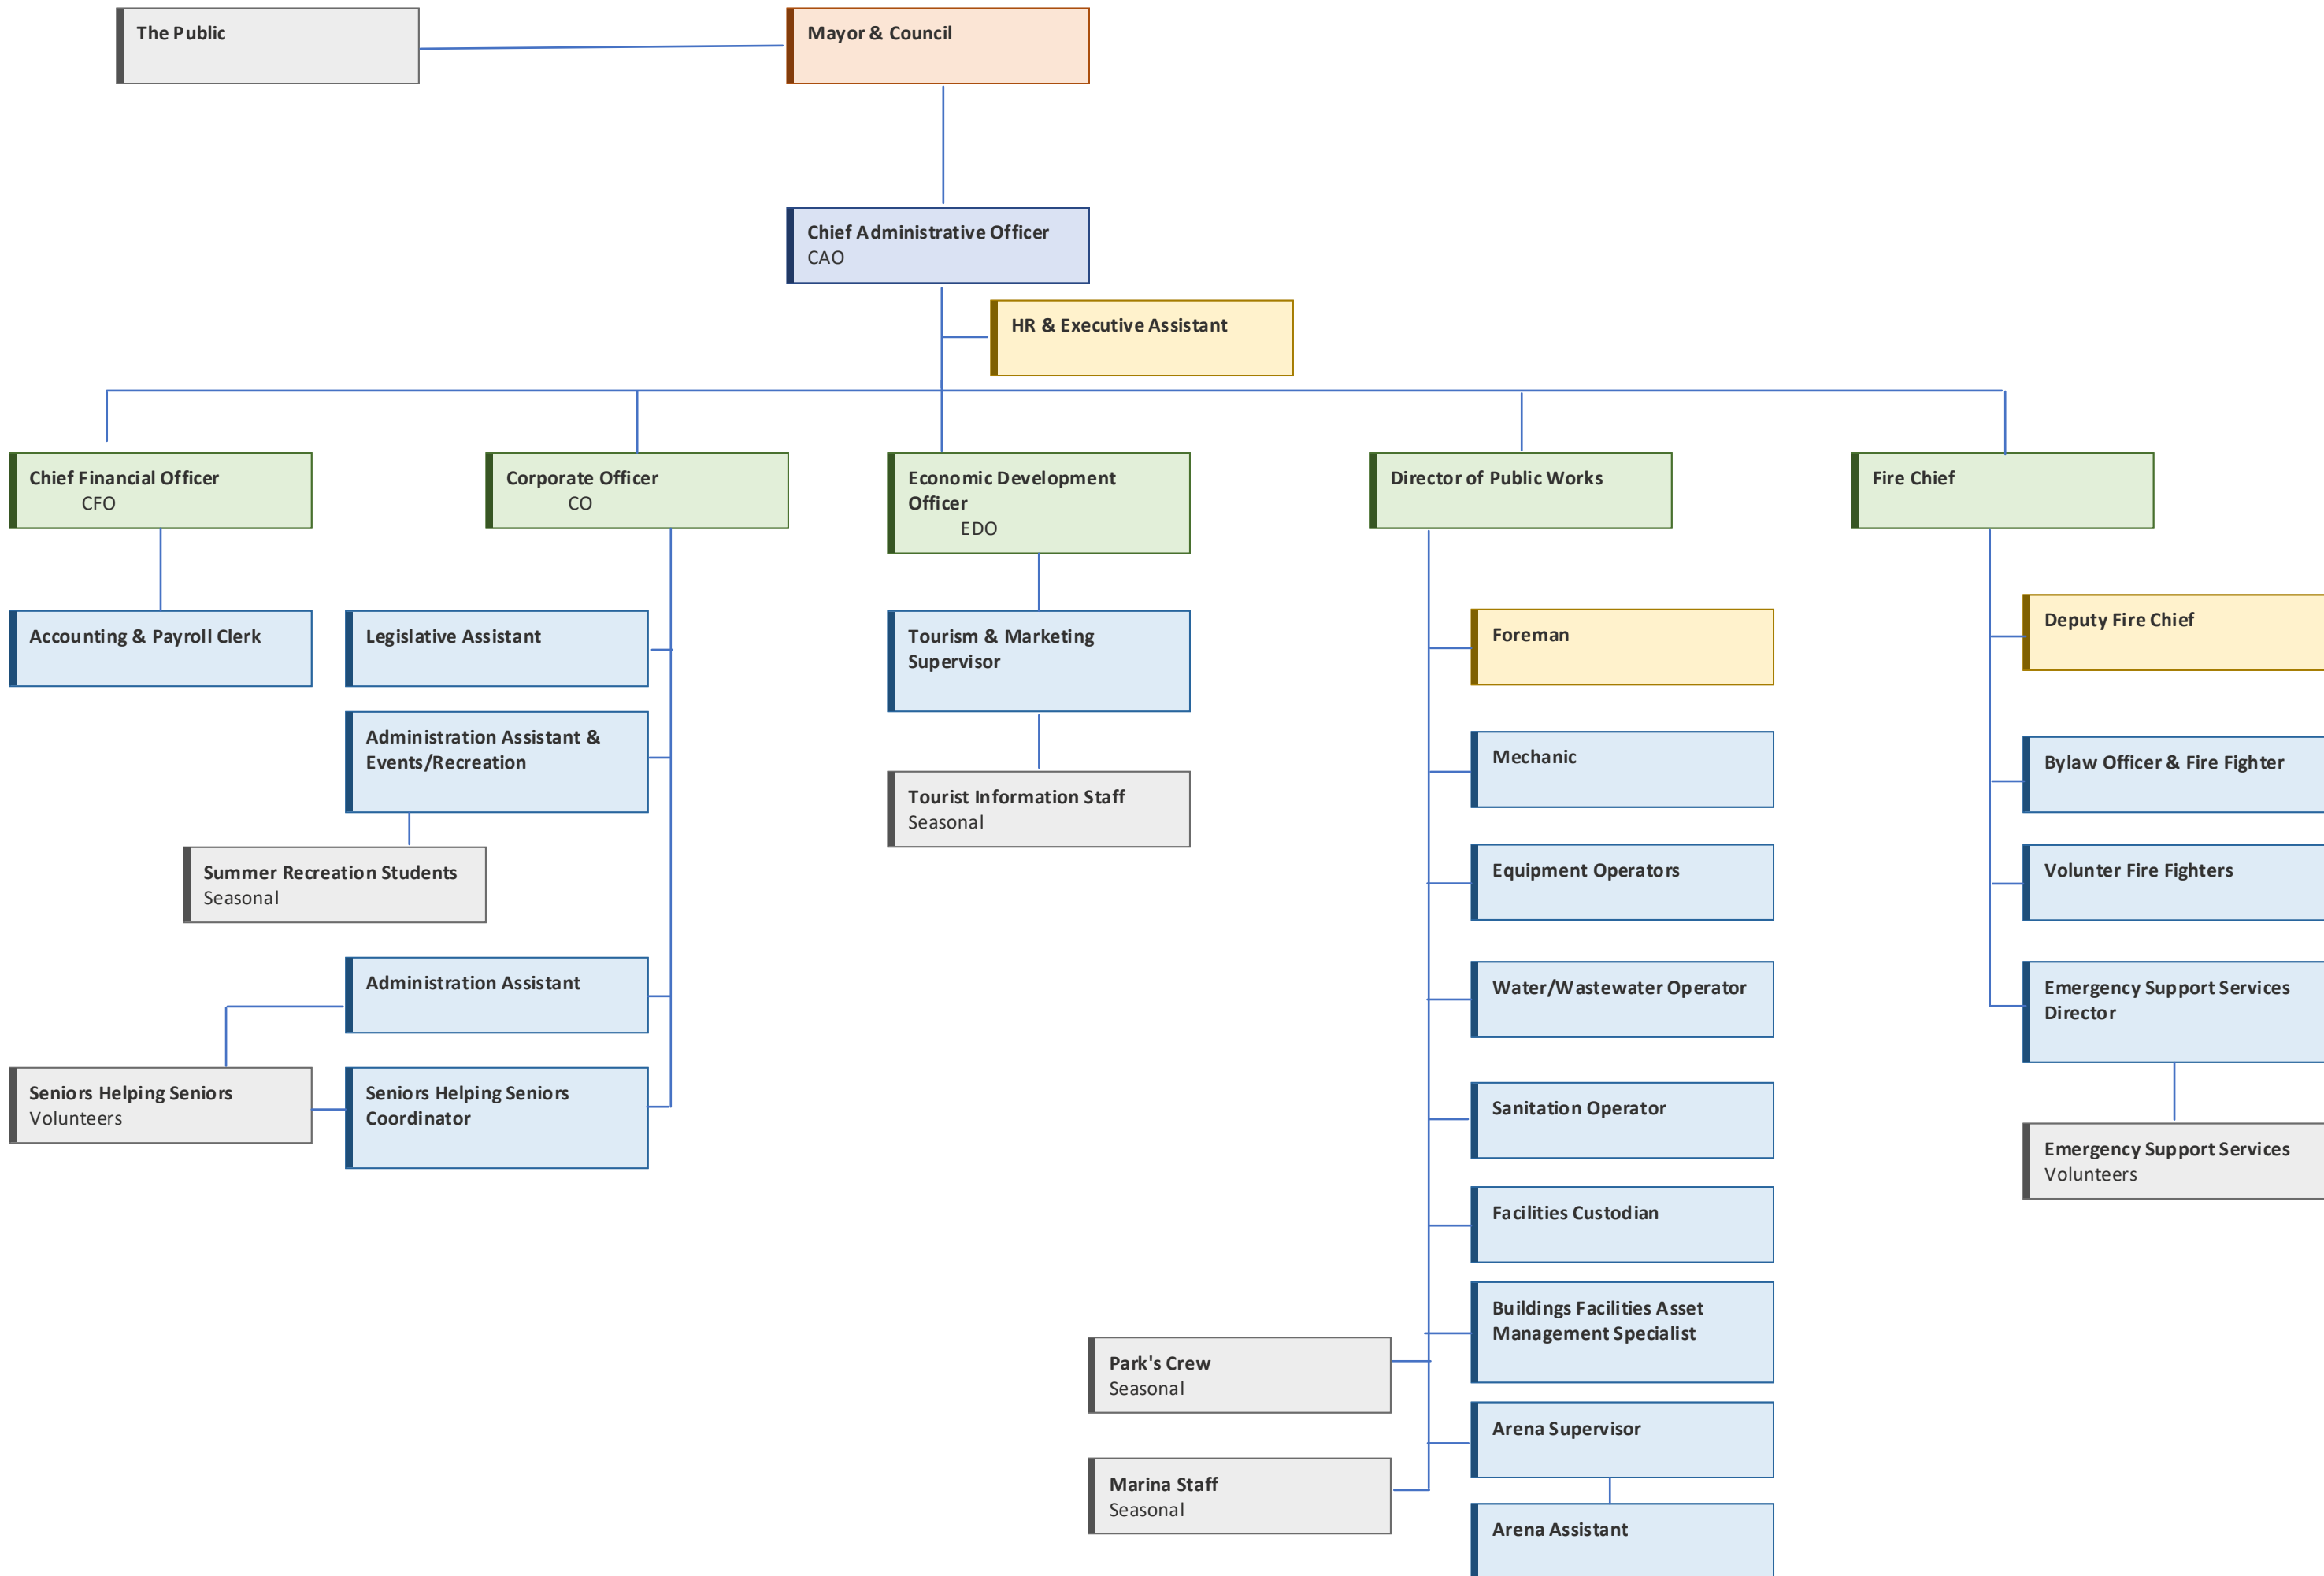 The Public
Mayor & Council
Chief Administrative Officer
CAO
HR & Executive Assistant
Chief Financial Officer
CFO
Corporate Officer
CO
Economic Development
Officer
EDO
Director of Public Works
Fire Chief
Accounting & Payroll Clerk
Legislative Assistant
Administration Assistant &
Events/Recreation
Summer Recreation Students
Seasonal
Administration Assistant
Seniors Helping Seniors
Volunteers
Seniors Helping Seniors
Coordinator
Tourism & Marketing
Supervisor
Tourist Information Staff
Seasonal
Foreman
Mechanic
Equipment Operators
Water/Wastewater Operator
Sanitation Operator
Facilities Custodian
Buildings Facilities Asset
Management Specialist
Park's Crew
Seasonal
Arena Supervisor
Marina Staff
Seasonal
Arena Assistant
Deputy Fire Chief
Bylaw Officer & Fire Fighter
Volunter Fire Fighters
Emergency Support Services
Director
Emergency Support Services
Volunteers